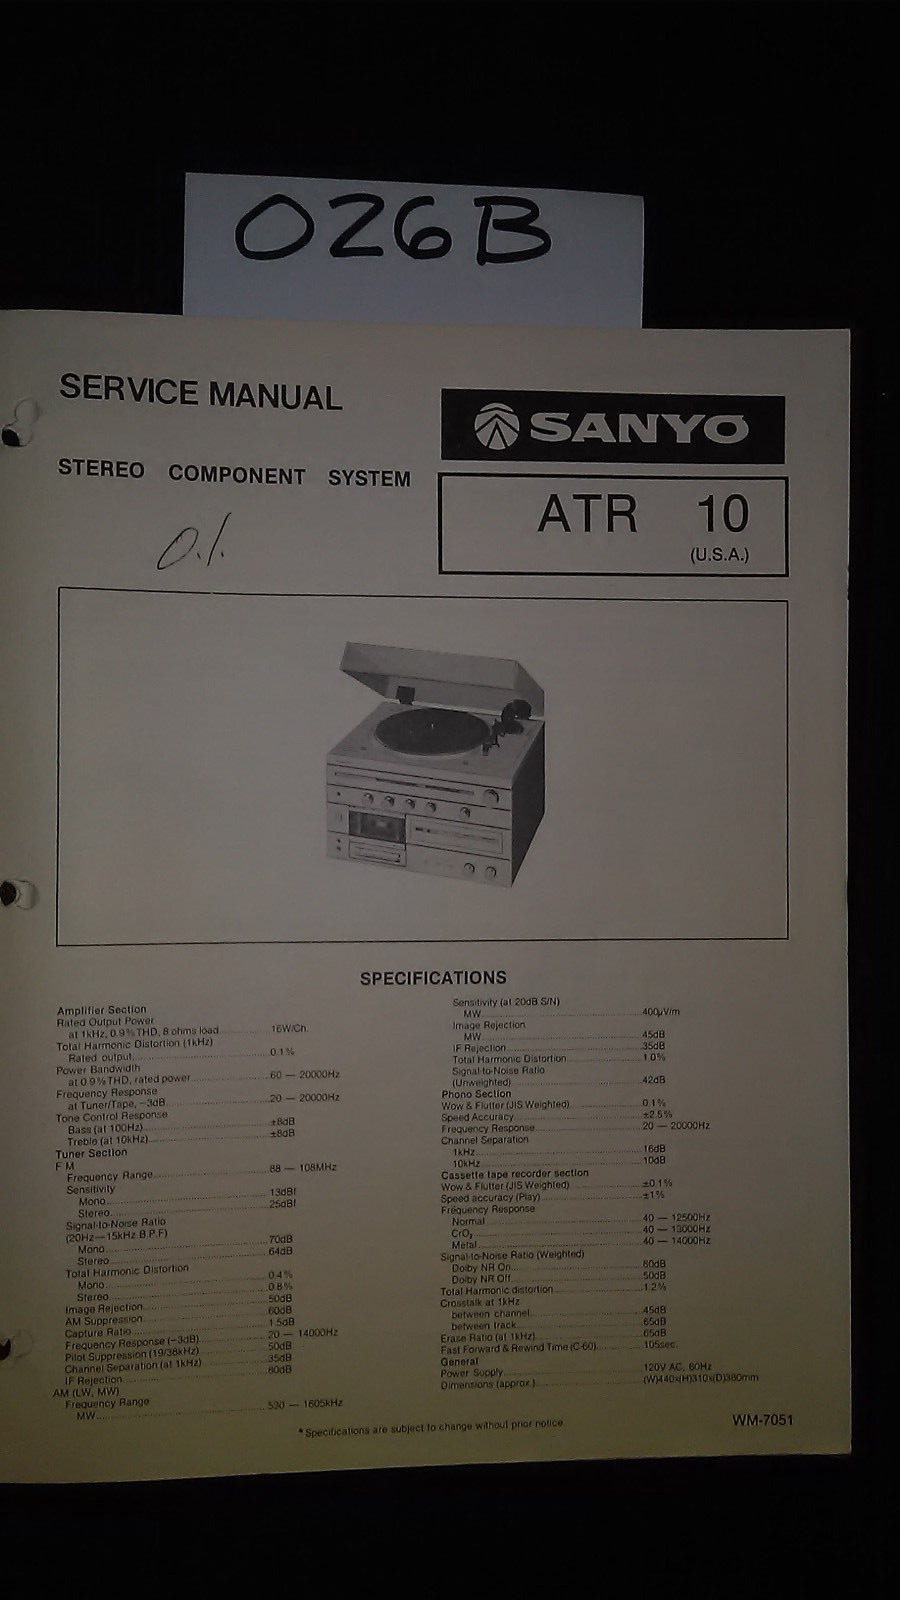 026B
SERVICE MANUAL
SANYO
STEREO COMPONENT SYSTEM
ATR 10
(U.S.A.)
0.1
SPECIFICATIONS
Amplifier Section
Rated Output Power
at 1kHz, 0.9% THD, 8 ohms load 16W/Ch.
Total Harmonic Distortion (1kHz)
Rated output 0.1%
Power Bandwidth
at 0.9% THD, rated power 60 — 20000Hz
Frequency Response
at Tuner/Tape, -3dB 20 — 20000Hz
Tone Control Response
Bass (at 100Hz) ±8dB
Treble (at 10kHz) ±8dB
Tuner Section
FM
Frequency Range 88 — 108MHz
Sensitivity
Mono 13dBf
Stereo 25dBf
Signal-to-Noise Ratio
(20Hz—15kHz B.P.F)
Mono 70dB
Stereo 64dB
Total Harmonic Distortion
Mono 0.4%
Stereo 0.8%
Image Rejection 50dB
AM Suppression 60dB
Capture Ratio 1.5dB
Frequency Response (-3dB) 20 — 14000Hz
Pilot Suppression (19/38kHz) 50dB
Channel Separation (at 1kHz) 35dB
IF Rejection 80dB
AM (LW, MW)
Frequency Range
MW 530 — 1605kHz
Sensitivity (at 20dB S/N)
MW 400µV/m
Image Rejection
MW 45dB
IF Rejection 35dB
Total Harmonic Distortion 1.0%
Signal-to-Noise Ratio
(Unweighted) 42dB
Phono Section
Wow & Flutter (JIS Weighted) 0.1%
Speed Accuracy ±2.5%
Frequency Response 20 — 20000Hz
Channel Separation
1kHz 16dB
10kHz 10dB
Cassette tape recorder section
Wow & Flutter (JIS Weighted) ±0.1%
Speed accuracy (Play) ±1%
Frequency Response
Normal 40 — 12500Hz
CrO₂ 40 — 13000Hz
Metal 40 — 14000Hz
Signal-to-Noise Ratio (Weighted)
Dolby NR On 60dB
Dolby NR Off 50dB
Total Harmonic distortion 1.2%
Crosstalk at 1kHz
between channel 45dB
between track 65dB
Erase Ratio (at 1kHz) 65dB
Fast Forward & Rewind Time (C-60) 105sec.
General
Power Supply 120V AC, 60Hz
Dimensions (approx.) (W)440x(H)310x(D)380mm
* Specifications are subject to change without prior notice.
WM-7051